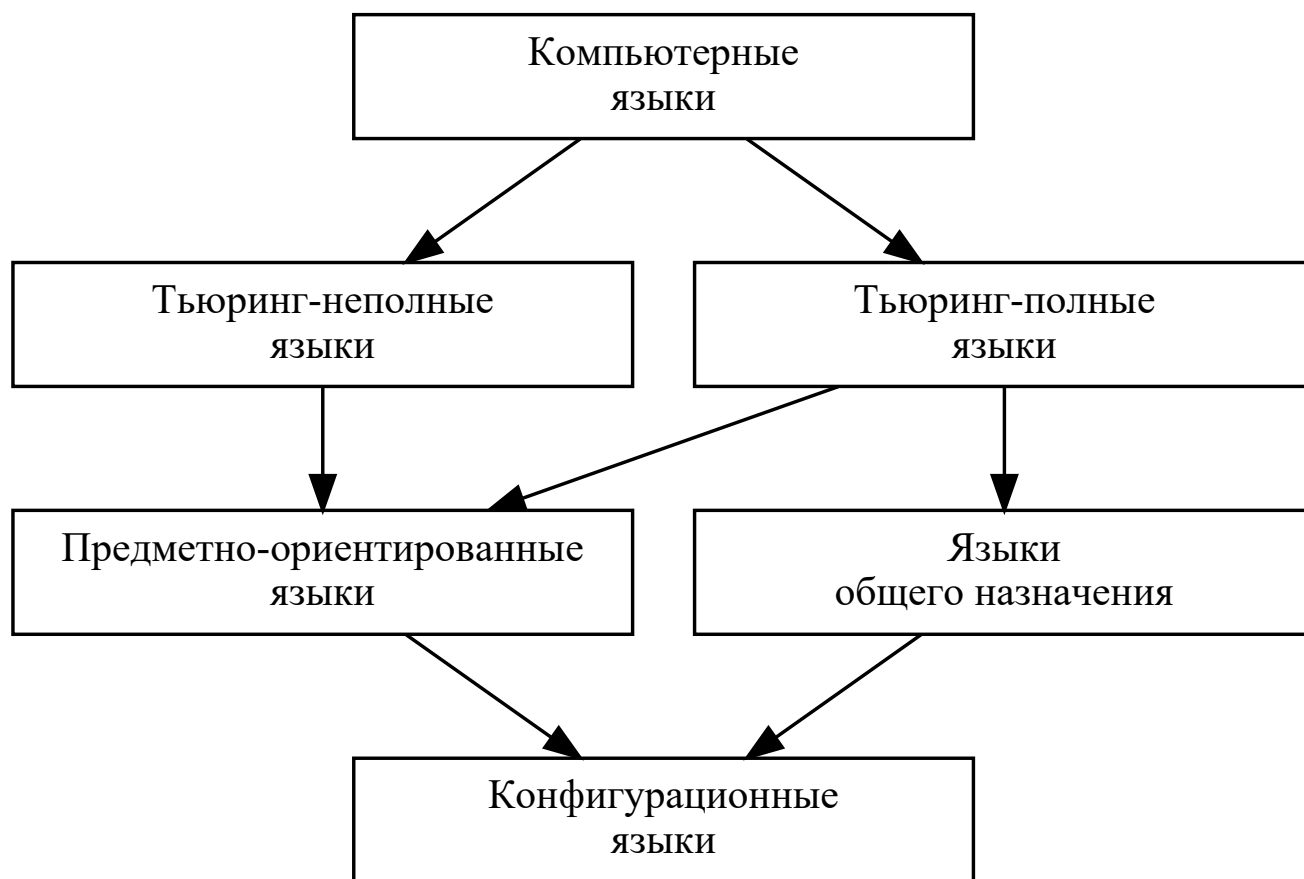 Компьютерные
языки
Тьюринг-неполные
языки
Тьюринг-полные
языки
Предметно-ориентированные
языки
Языки
общего назначения
Конфигурационные
языки